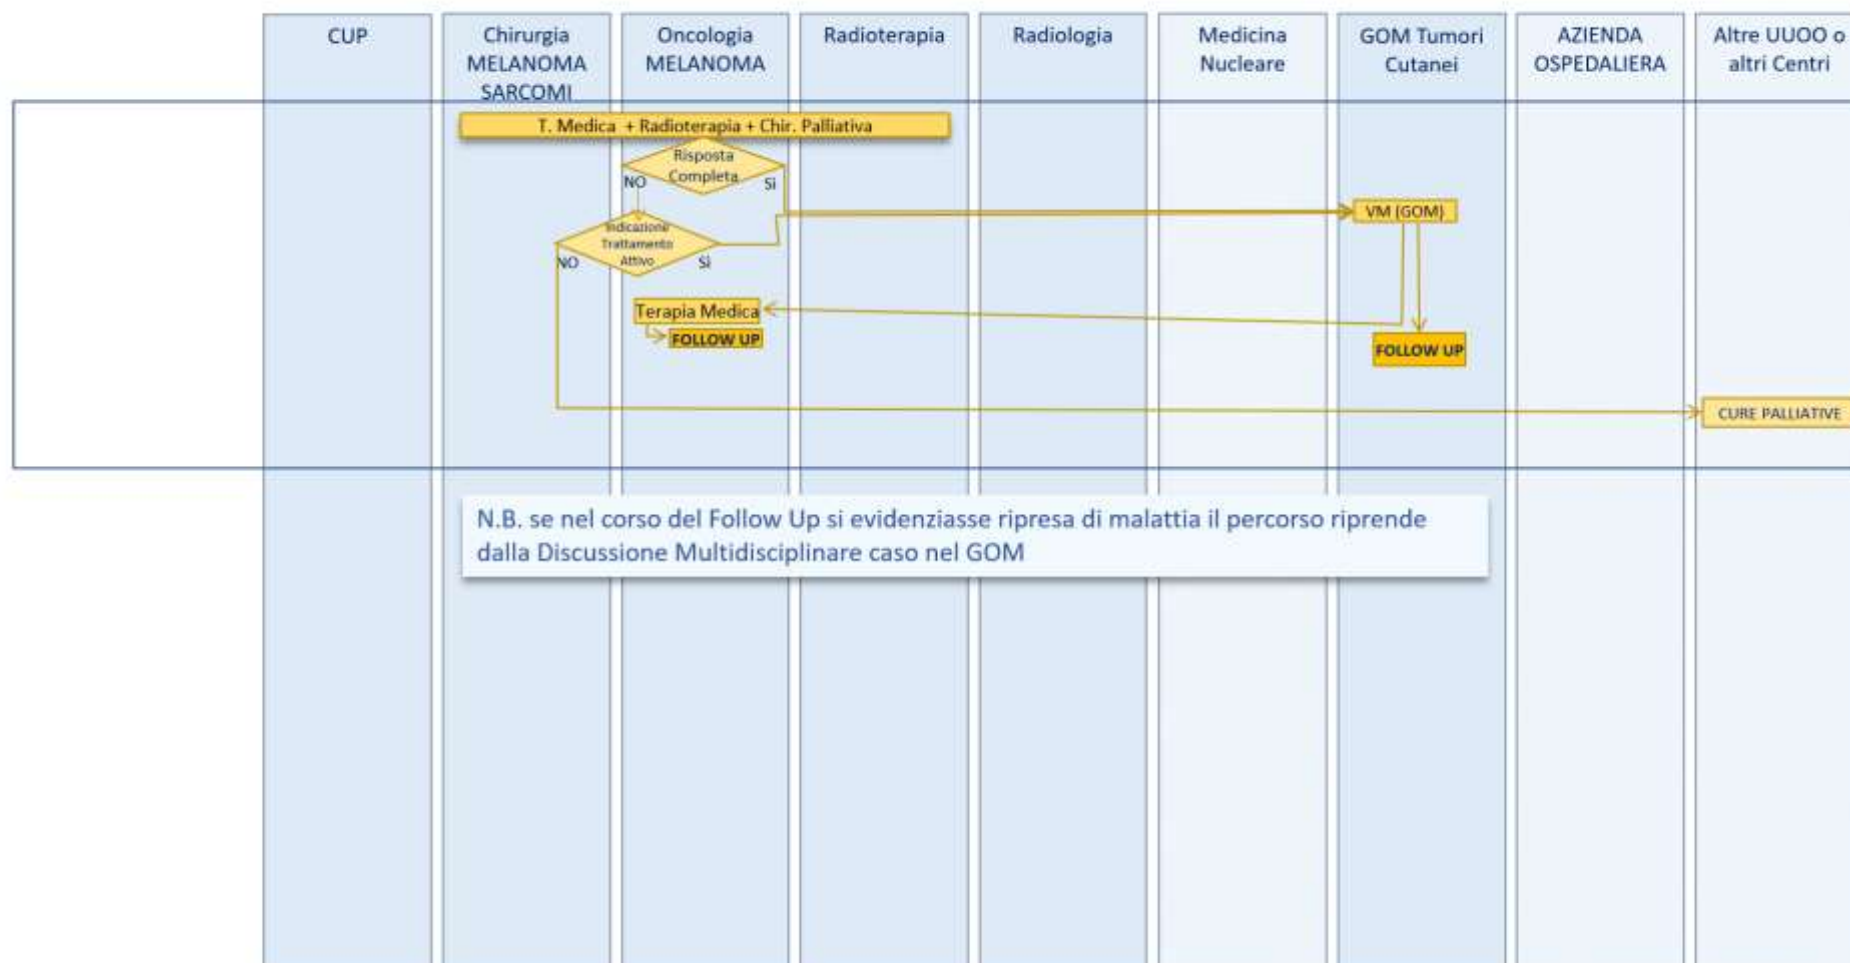 CUP
Chirurgia
MELANOMA
SARCOMI
Oncologia
MELANOMA
Radioterapia
Radiologia
Medicina
Nucleare
GOM Tumori
Cutanei
AZIENDA
OSPEDALIERA
Altre UUOO o
altri Centri
T. Medica + Radioterapia + Chir. Palliativa
Risposta
Completa
NO
Sì
VM (GOM)
Indicazione
Trattamento
Attivo
NO
Sì
Terapia Medica
FOLLOW UP
FOLLOW UP
CURE PALLIATIVE
N.B. se nel corso del Follow Up si evidenziasse ripresa di malattia il percorso riprende
dalla Discussione Multidisciplinare caso nel GOM